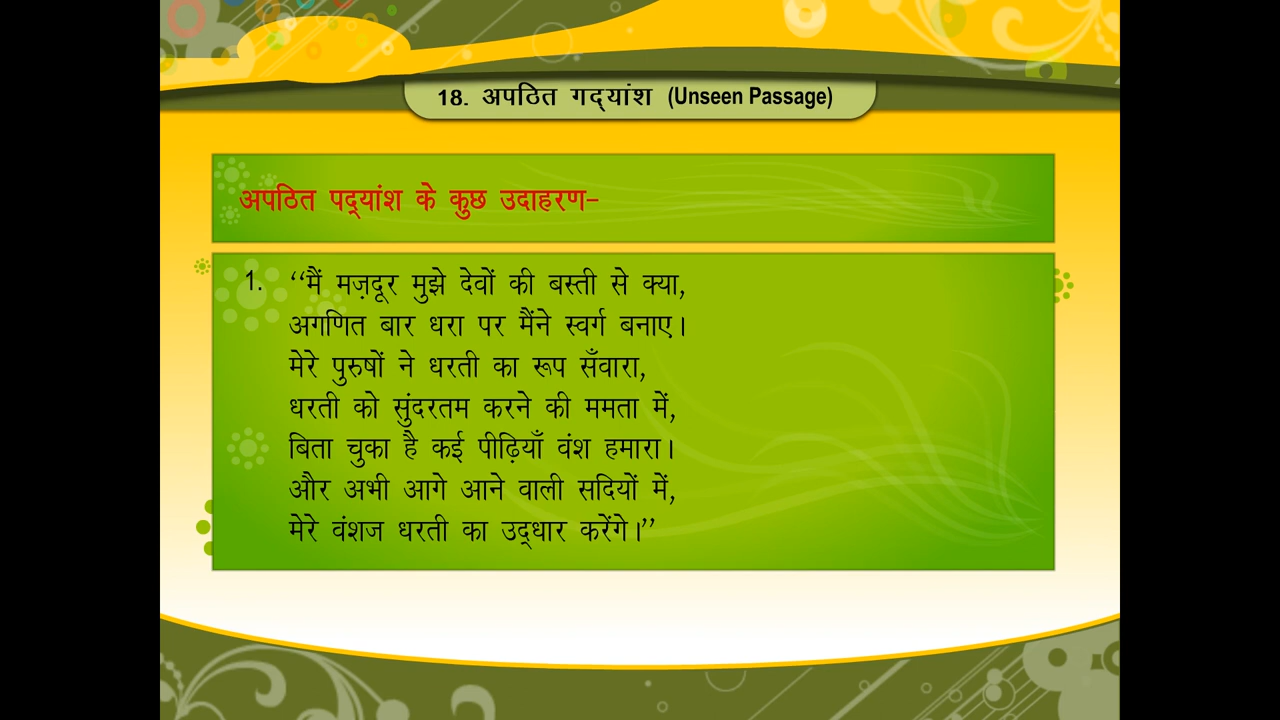 18. अपठित गद्यांश (Unseen Passage)
अपठित पद्यांश के कुछ उदाहरण-
1. ‘‘मैं मज़दूर मुझे देवों की बस्ती से क्या,
अगणित बार धरा पर मैंने स्वर्ग बनाए।
मेरे पुरुषों ने धरती का रूप सँवारा,
धरती को सुंदरतम करने की ममता में,
बिता चुका है कई पीढ़ियाँ वंश हमारा।
और अभी आगे आने वाली सदियों में,
मेरे वंशज धरती का उद्धार करेंगे।’’